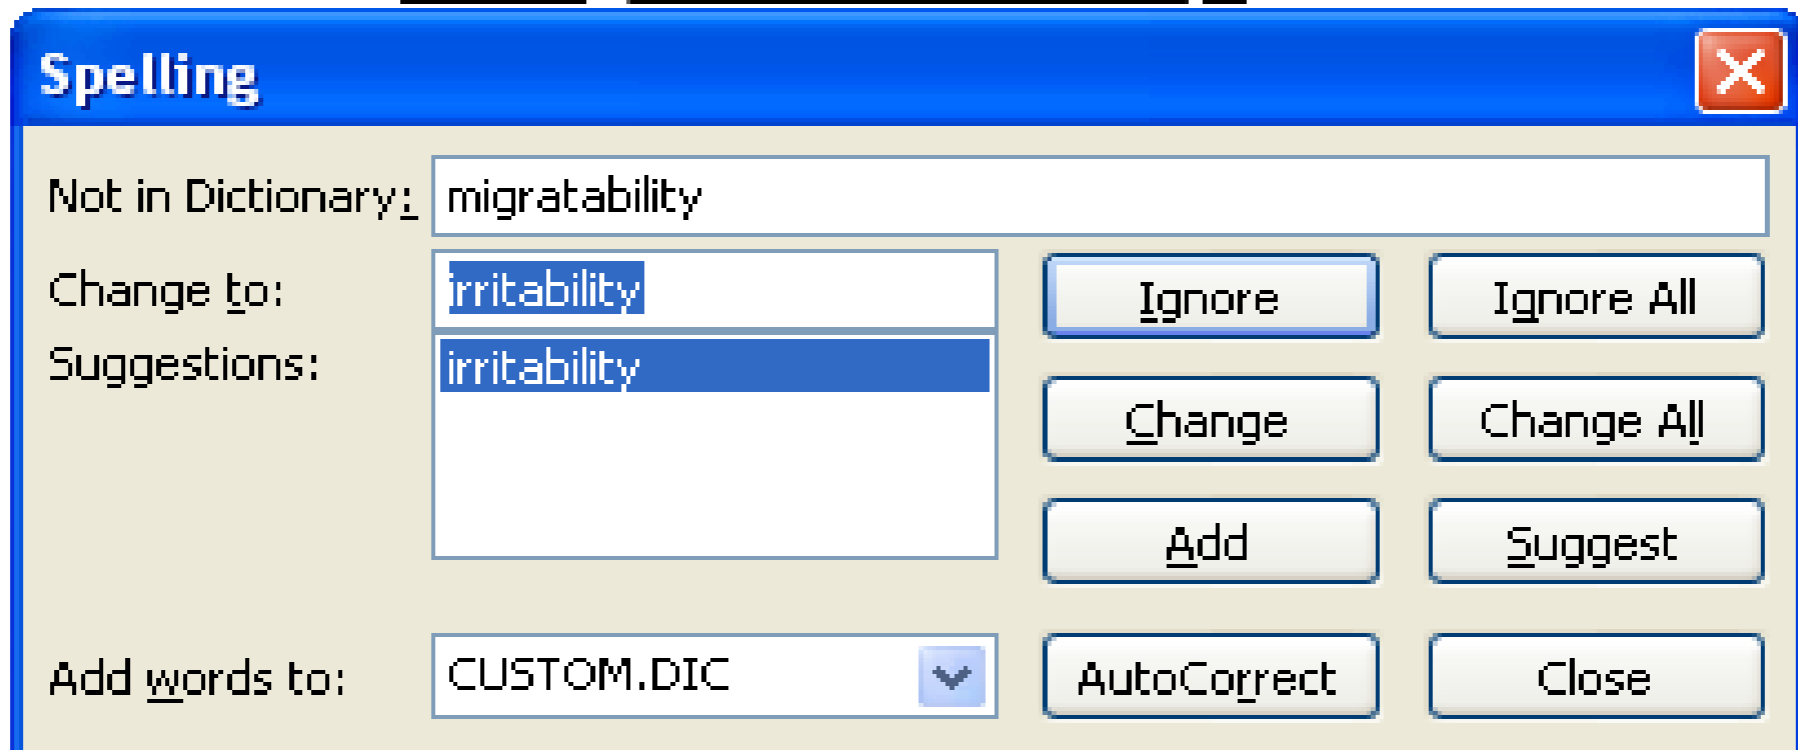 Spelling
Not in Dictionary: migratability
Change to: irritability Ignore Ignore All
Suggestions: irritability
Change Change All
Add Suggest
Add words to: CUSTOM.DIC AutoCorrect Close